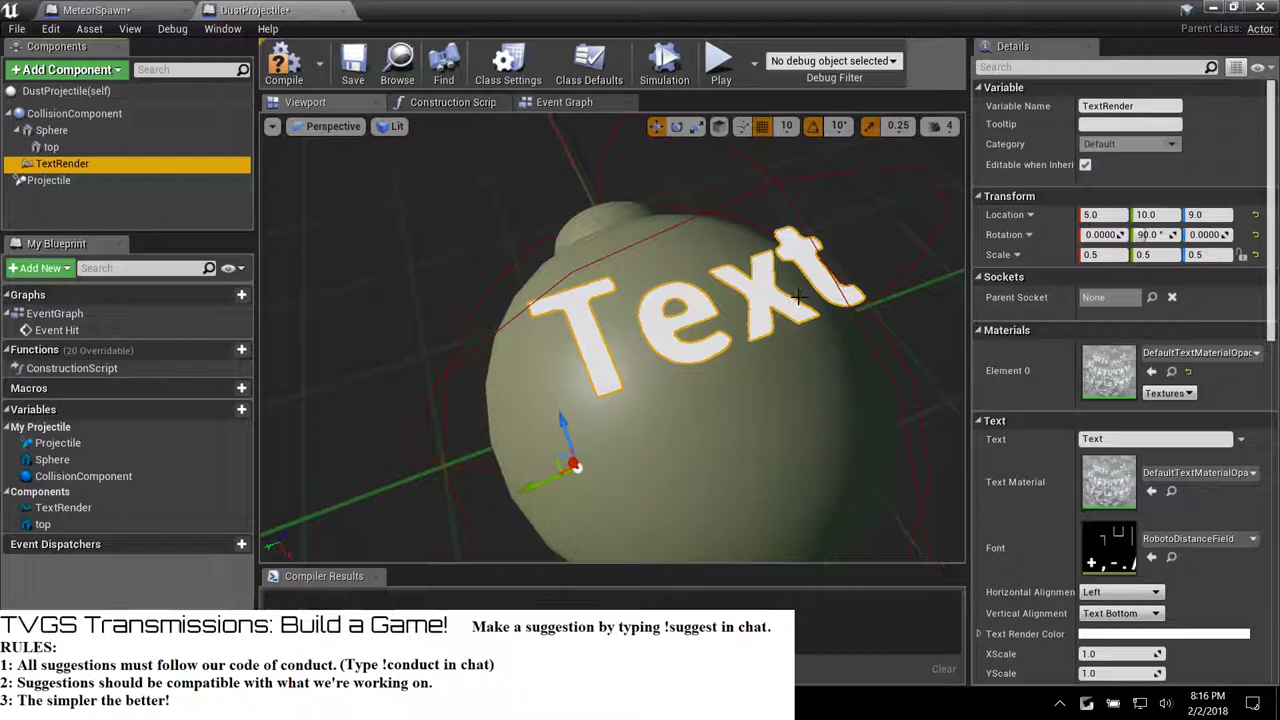 MeteorSpawn*
DustProjectile*
Parent class: Actor
File Edit Asset View Debug Window Help
Components
+Add Component
Search
DustProjectile(self)
CollisionComponent
Sphere
top
TextRender
Projectile
My Blueprint
+Add New
Search
Graphs
EventGraph
Event Hit
Functions (20 Overridable)
ConstructionScript
Macros
Variables
My Projectile
Projectile
Sphere
CollisionComponent
Components
TextRender
top
Event Dispatchers
Compile Save Browse Find Class Settings Class Defaults Simulation Play
No debug object selected
Debug Filter
Viewport Construction Scrip Event Graph
Perspective Lit 10 10° 0.25 4
Text
Compiler Results
Clear
Details
Search
Variable
Variable Name TextRender
Tooltip
Category Default
Editable when Inheri
Transform
Location 5.0 10.0 9.0
Rotation 0.0000 90.0 ° 0.0000
Scale 0.5 0.5 0.5
Sockets
Parent Socket None
Materials
Element 0 DefaultTextMaterialOpac
Textures
Text
Text Text
Text Material DefaultTextMaterialOpa
Font RobotoDistanceField
Horizontal Alignmen Left
Vertical Alignment Text Bottom
Text Render Color
XScale 1.0
YScale 1.0
TVGS Transmissions: Build a Game! Make a suggestion by typing !suggest in chat.
RULES:
1: All suggestions must follow our code of conduct. (Type !conduct in chat)
2: Suggestions should be compatible with what we're working on.
3: The simpler the better!
8:16 PM
2/2/2018